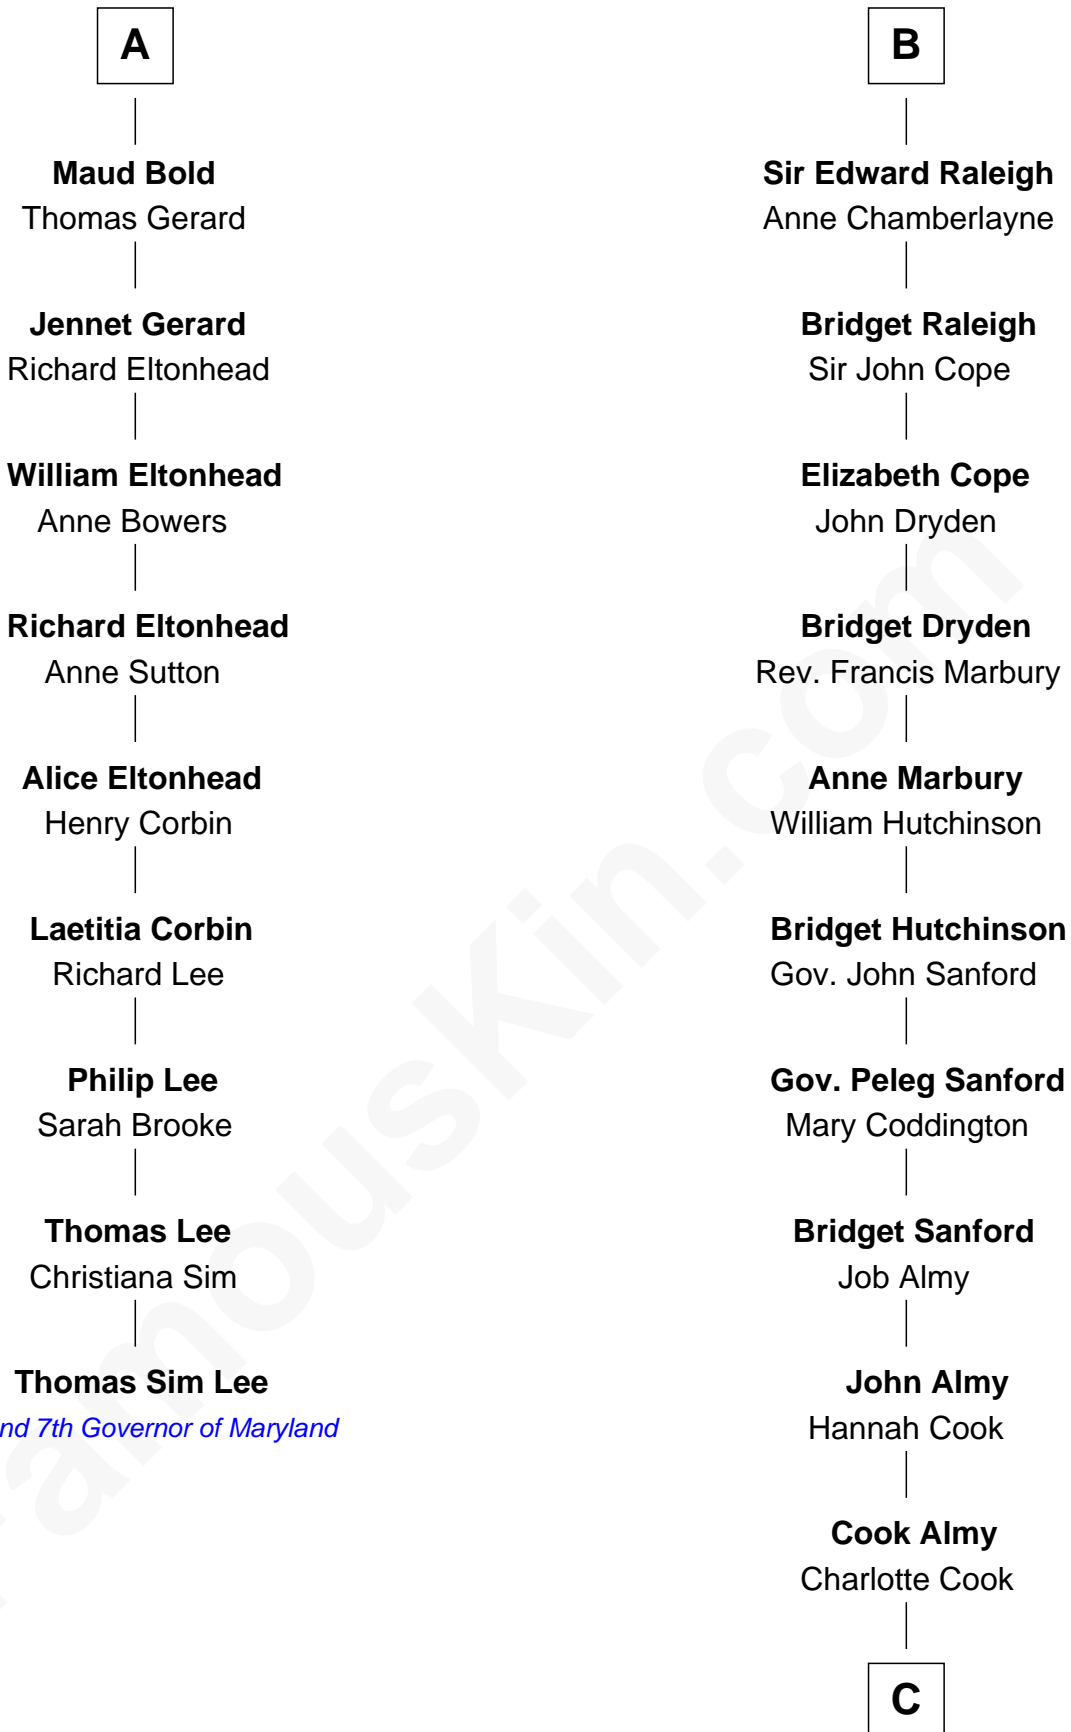 A
Maud Bold
Thomas Gerard
Jennet Gerard
Richard Eltonhead
William Eltonhead
Anne Bowers
Richard Eltonhead
Anne Sutton
Alice Eltonhead
Henry Corbin
Laetitia Corbin
Richard Lee
Philip Lee
Sarah Brooke
Thomas Lee
Christiana Sim
Thomas Sim Lee
7th Governor of Maryland
B
Sir Edward Raleigh
Anne Chamberlayne
Bridget Raleigh
Sir John Cope
Elizabeth Cope
John Dryden
Bridget Dryden
Rev. Francis Marbury
Anne Marbury
William Hutchinson
Bridget Hutchinson
Gov. John Sanford
Gov. Peleg Sanford
Mary Coddington
Bridget Sanford
Job Almy
John Almy
Hannah Cook
Cook Almy
Charlotte Cook
C
famouskin.com